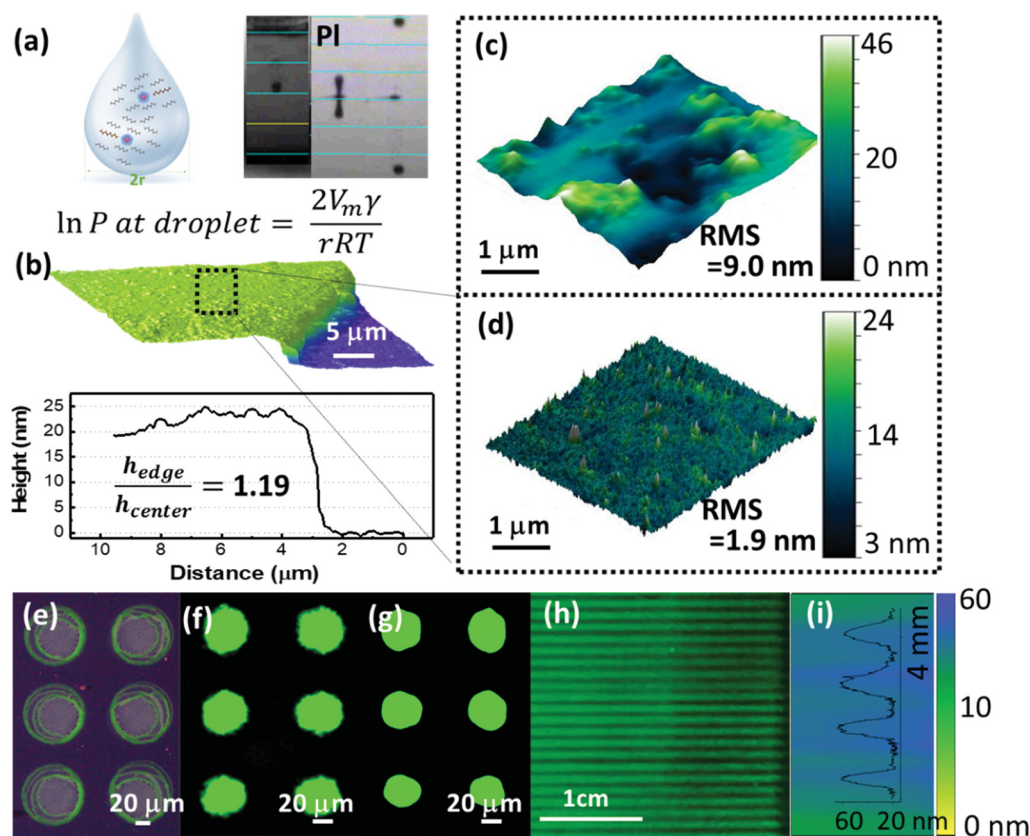 (a)
2r
PI
ln P at droplet = 2V_mγ / rRT
(b)
5 μm
Height (nm)
25
20
15
10
5
0
h_edge / h_center = 1.19
10 8 6 4 2 0
Distance (μm)
(c)
1 μm
RMS
=9.0 nm
46
20
0 nm
(d)
1 μm
RMS
=1.9 nm
24
14
3 nm
(e)
20 μm
(f)
20 μm
(g)
20 μm
(h)
1cm
(i)
4 mm
60 20 nm
60
10
0 nm